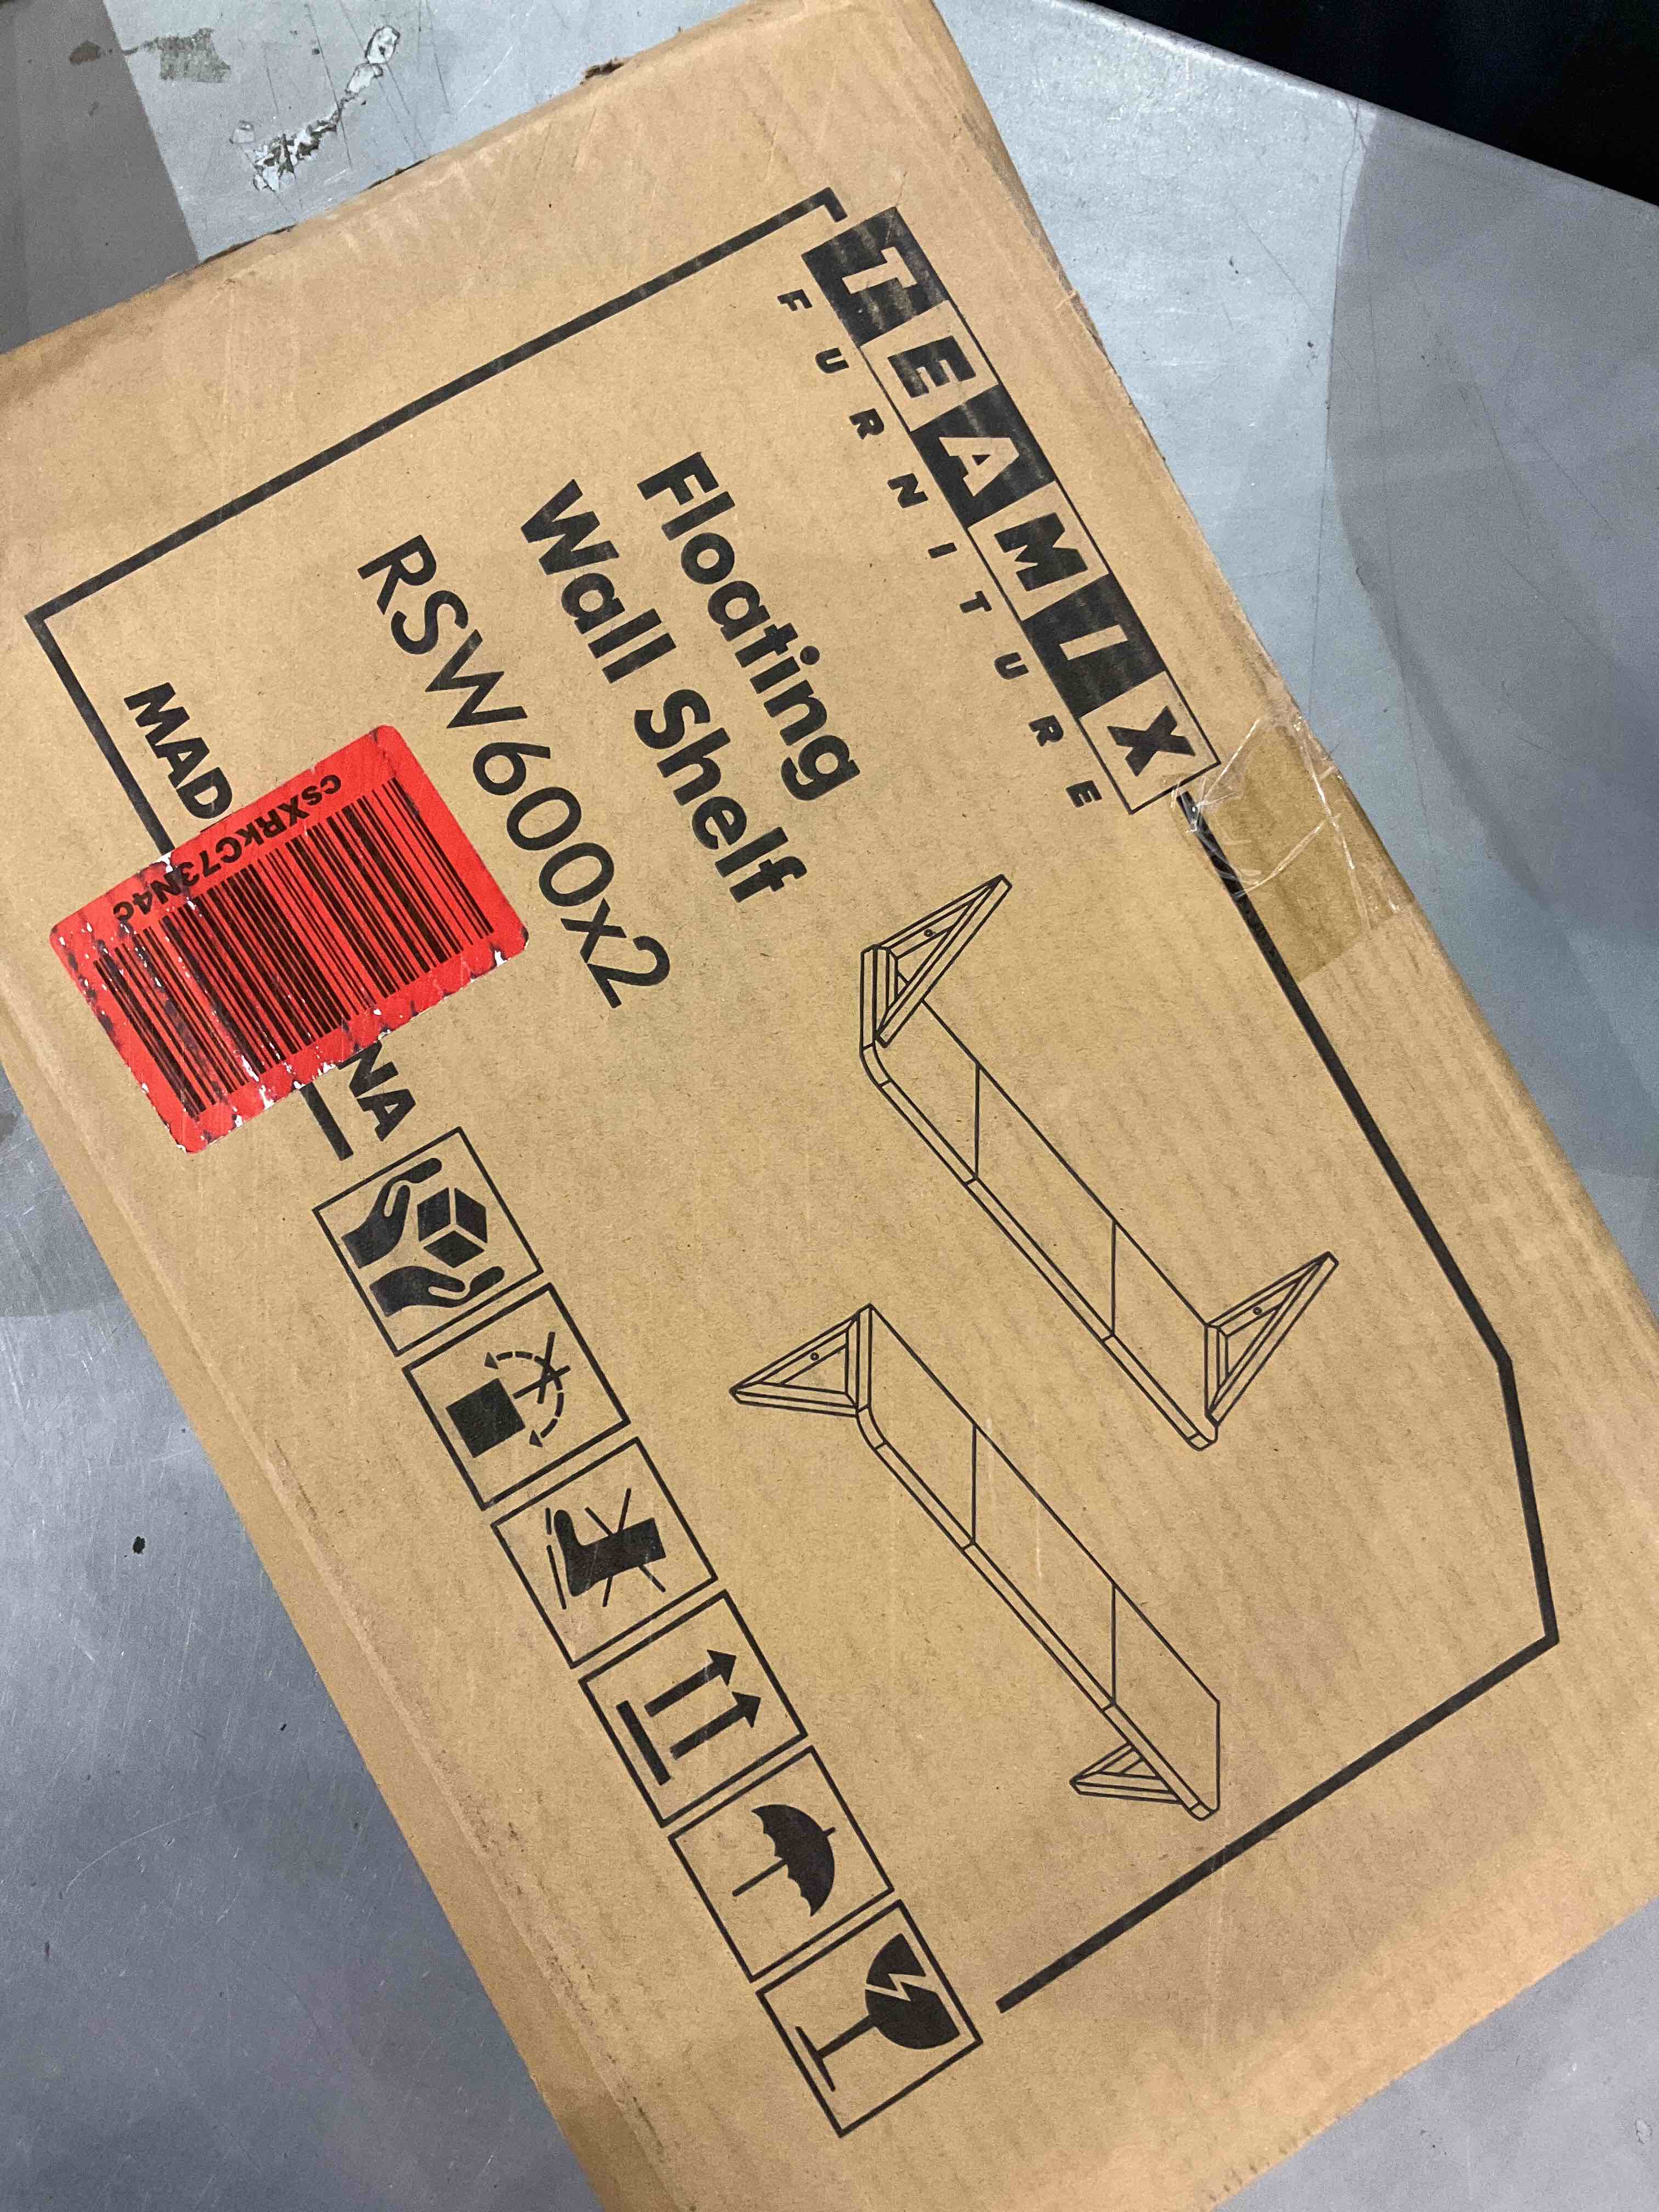 TEAMIX
FURNITURE
Floating
Wall Shelf
RSW600x2
MAD
NA
csXRkC73N4c